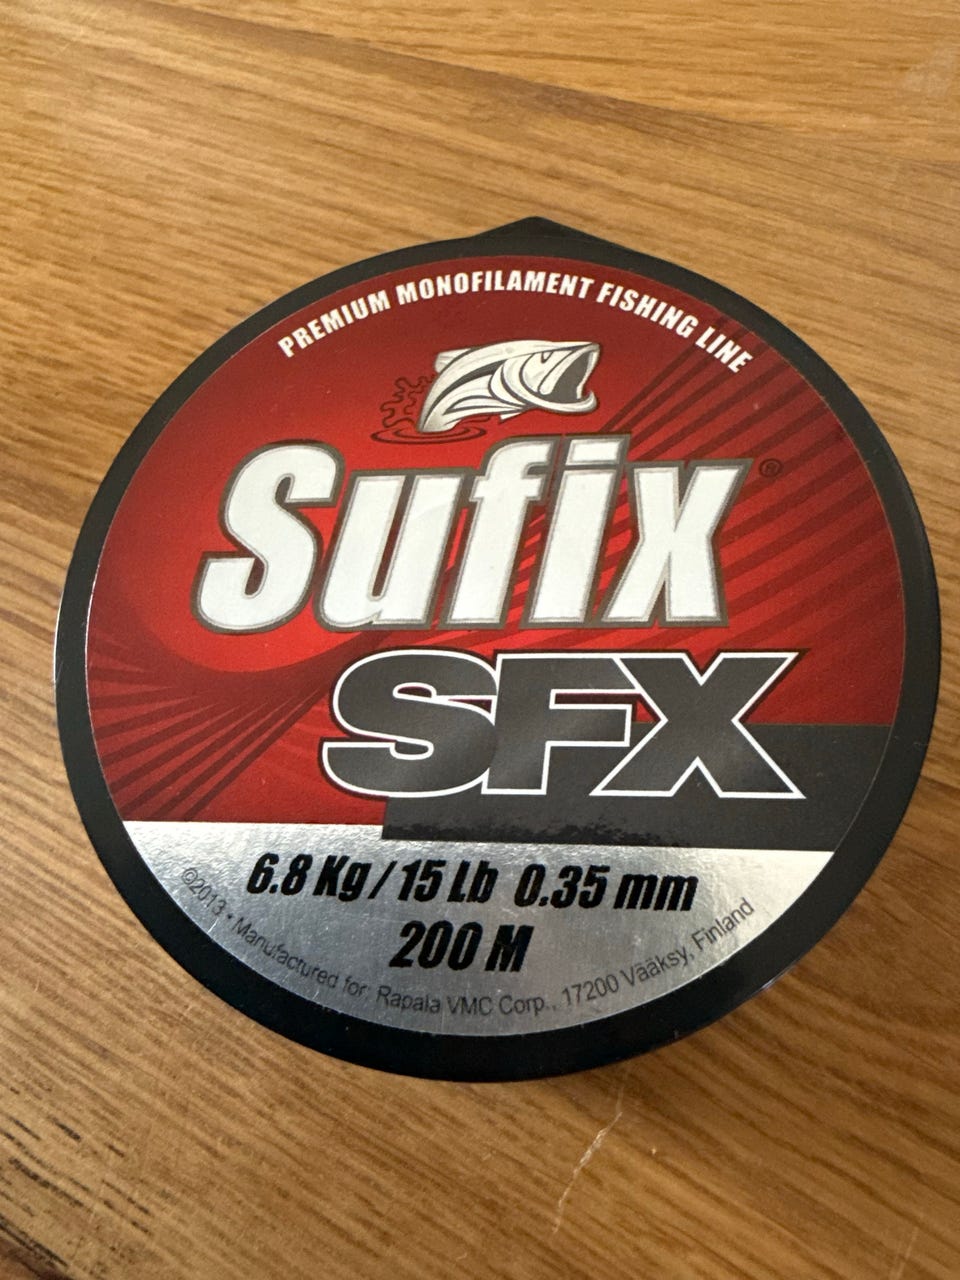 PREMIUM MONOFILAMENT FISHING LINE
Sufix®
SFX
6.8 Kg / 15 Lb 0.35 mm
200 M
©2013 • Manufactured for: Rapala VMC Corp., 17200 Vääksy, Finland